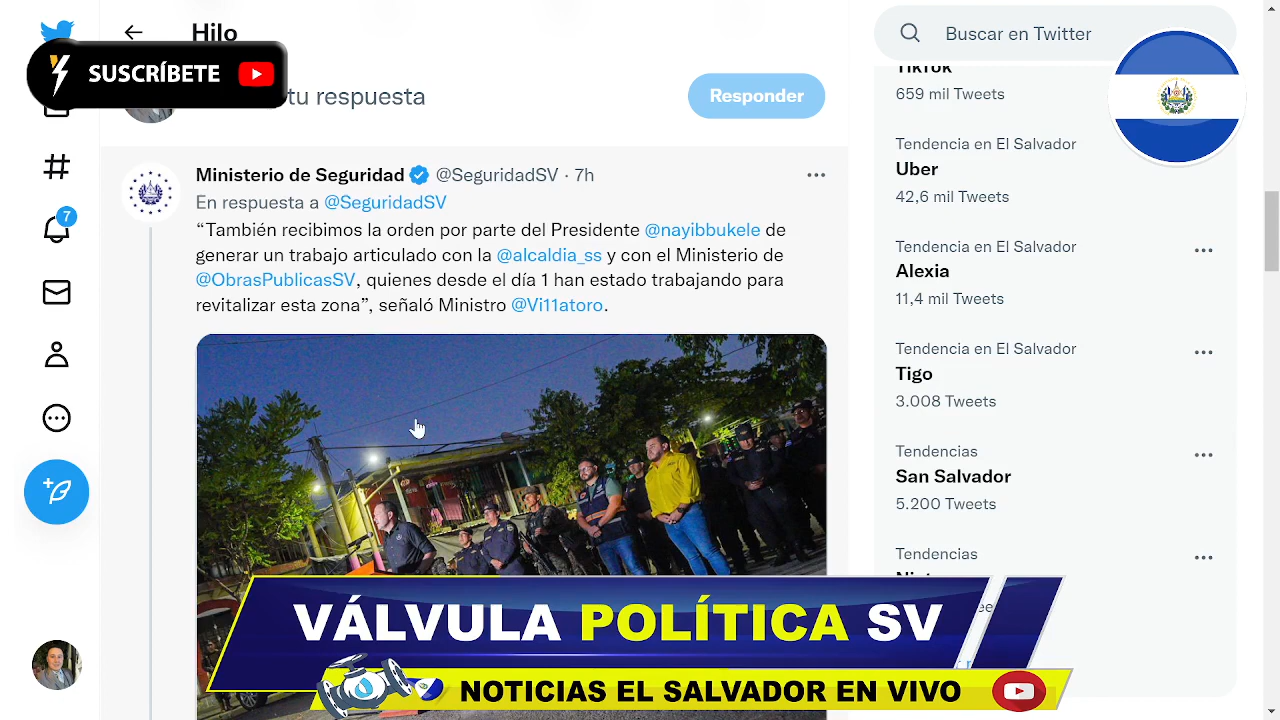 Hilo
Buscar en Twitter
SUSCRÍBETE
tu respuesta
Responder
TikTok
659 mil Tweets
Tendencia en El Salvador
Uber
42,6 mil Tweets
Tendencia en El Salvador
Alexia
11,4 mil Tweets
Tendencia en El Salvador
Tigo
3.008 Tweets
Tendencias
San Salvador
5.200 Tweets
Tendencias
7
Ministerio de Seguridad @SeguridadSV · 7h
En respuesta a @SeguridadSV
“También recibimos la orden por parte del Presidente @nayibbukele de
generar un trabajo articulado con la @alcaldia_ss y con el Ministerio de
@ObrasPublicasSV, quienes desde el día 1 han estado trabajando para
revitalizar esta zona”, señaló Ministro @Vi11atoro.
VÁLVULA POLÍTICA SV
NOTICIAS EL SALVADOR EN VIVO